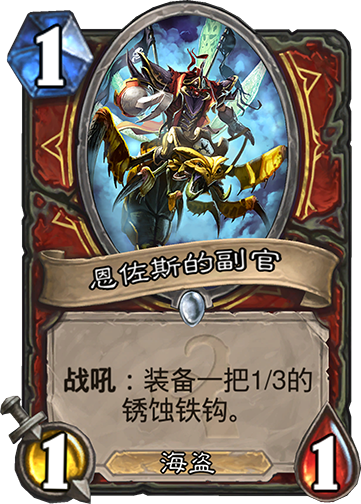 1
恩佐斯的副官
战吼：装备一把1/3的
锈蚀铁钩。
1
海盗
1